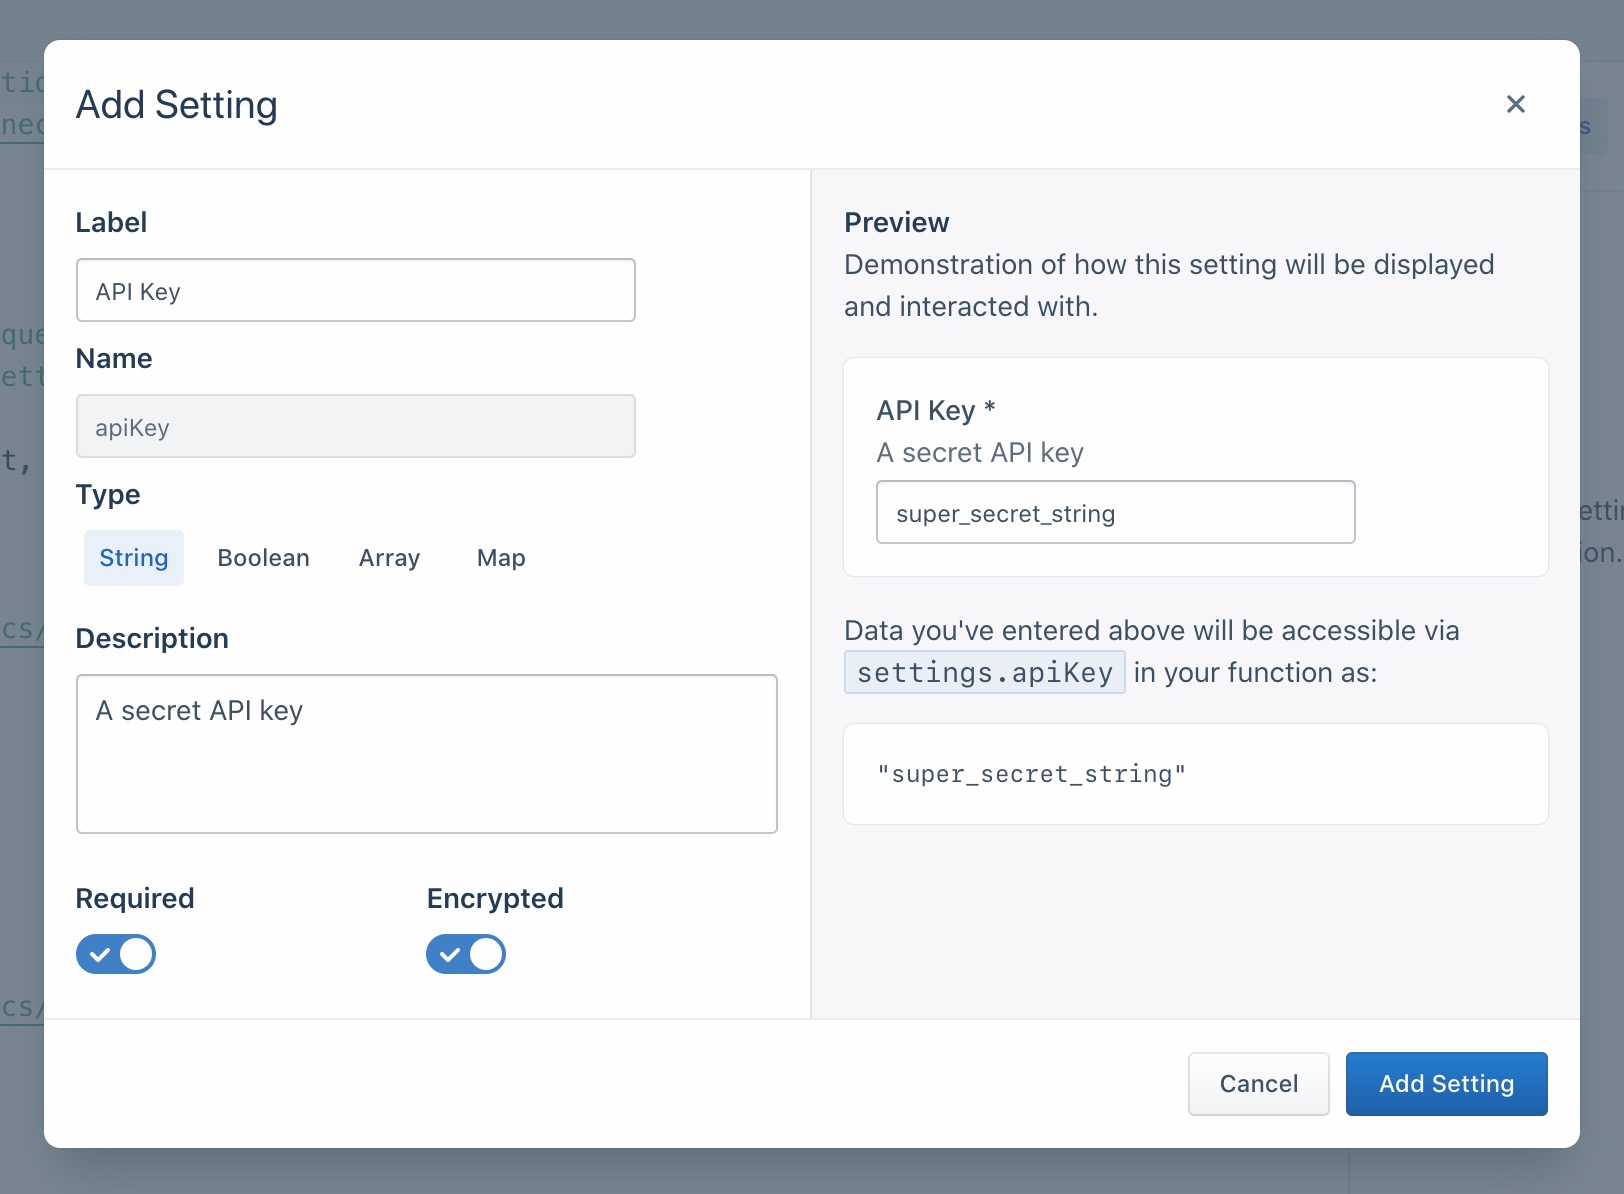 Add Setting
Label
API Key
Name
apiKey
Type
String Boolean Array Map
Description
A secret API key
Required Encrypted
Preview
Demonstration of how this setting will be displayed
and interacted with.
API Key *
A secret API key
super_secret_string
Data you've entered above will be accessible via
settings.apiKey in your function as:
"super_secret_string"
Cancel Add Setting